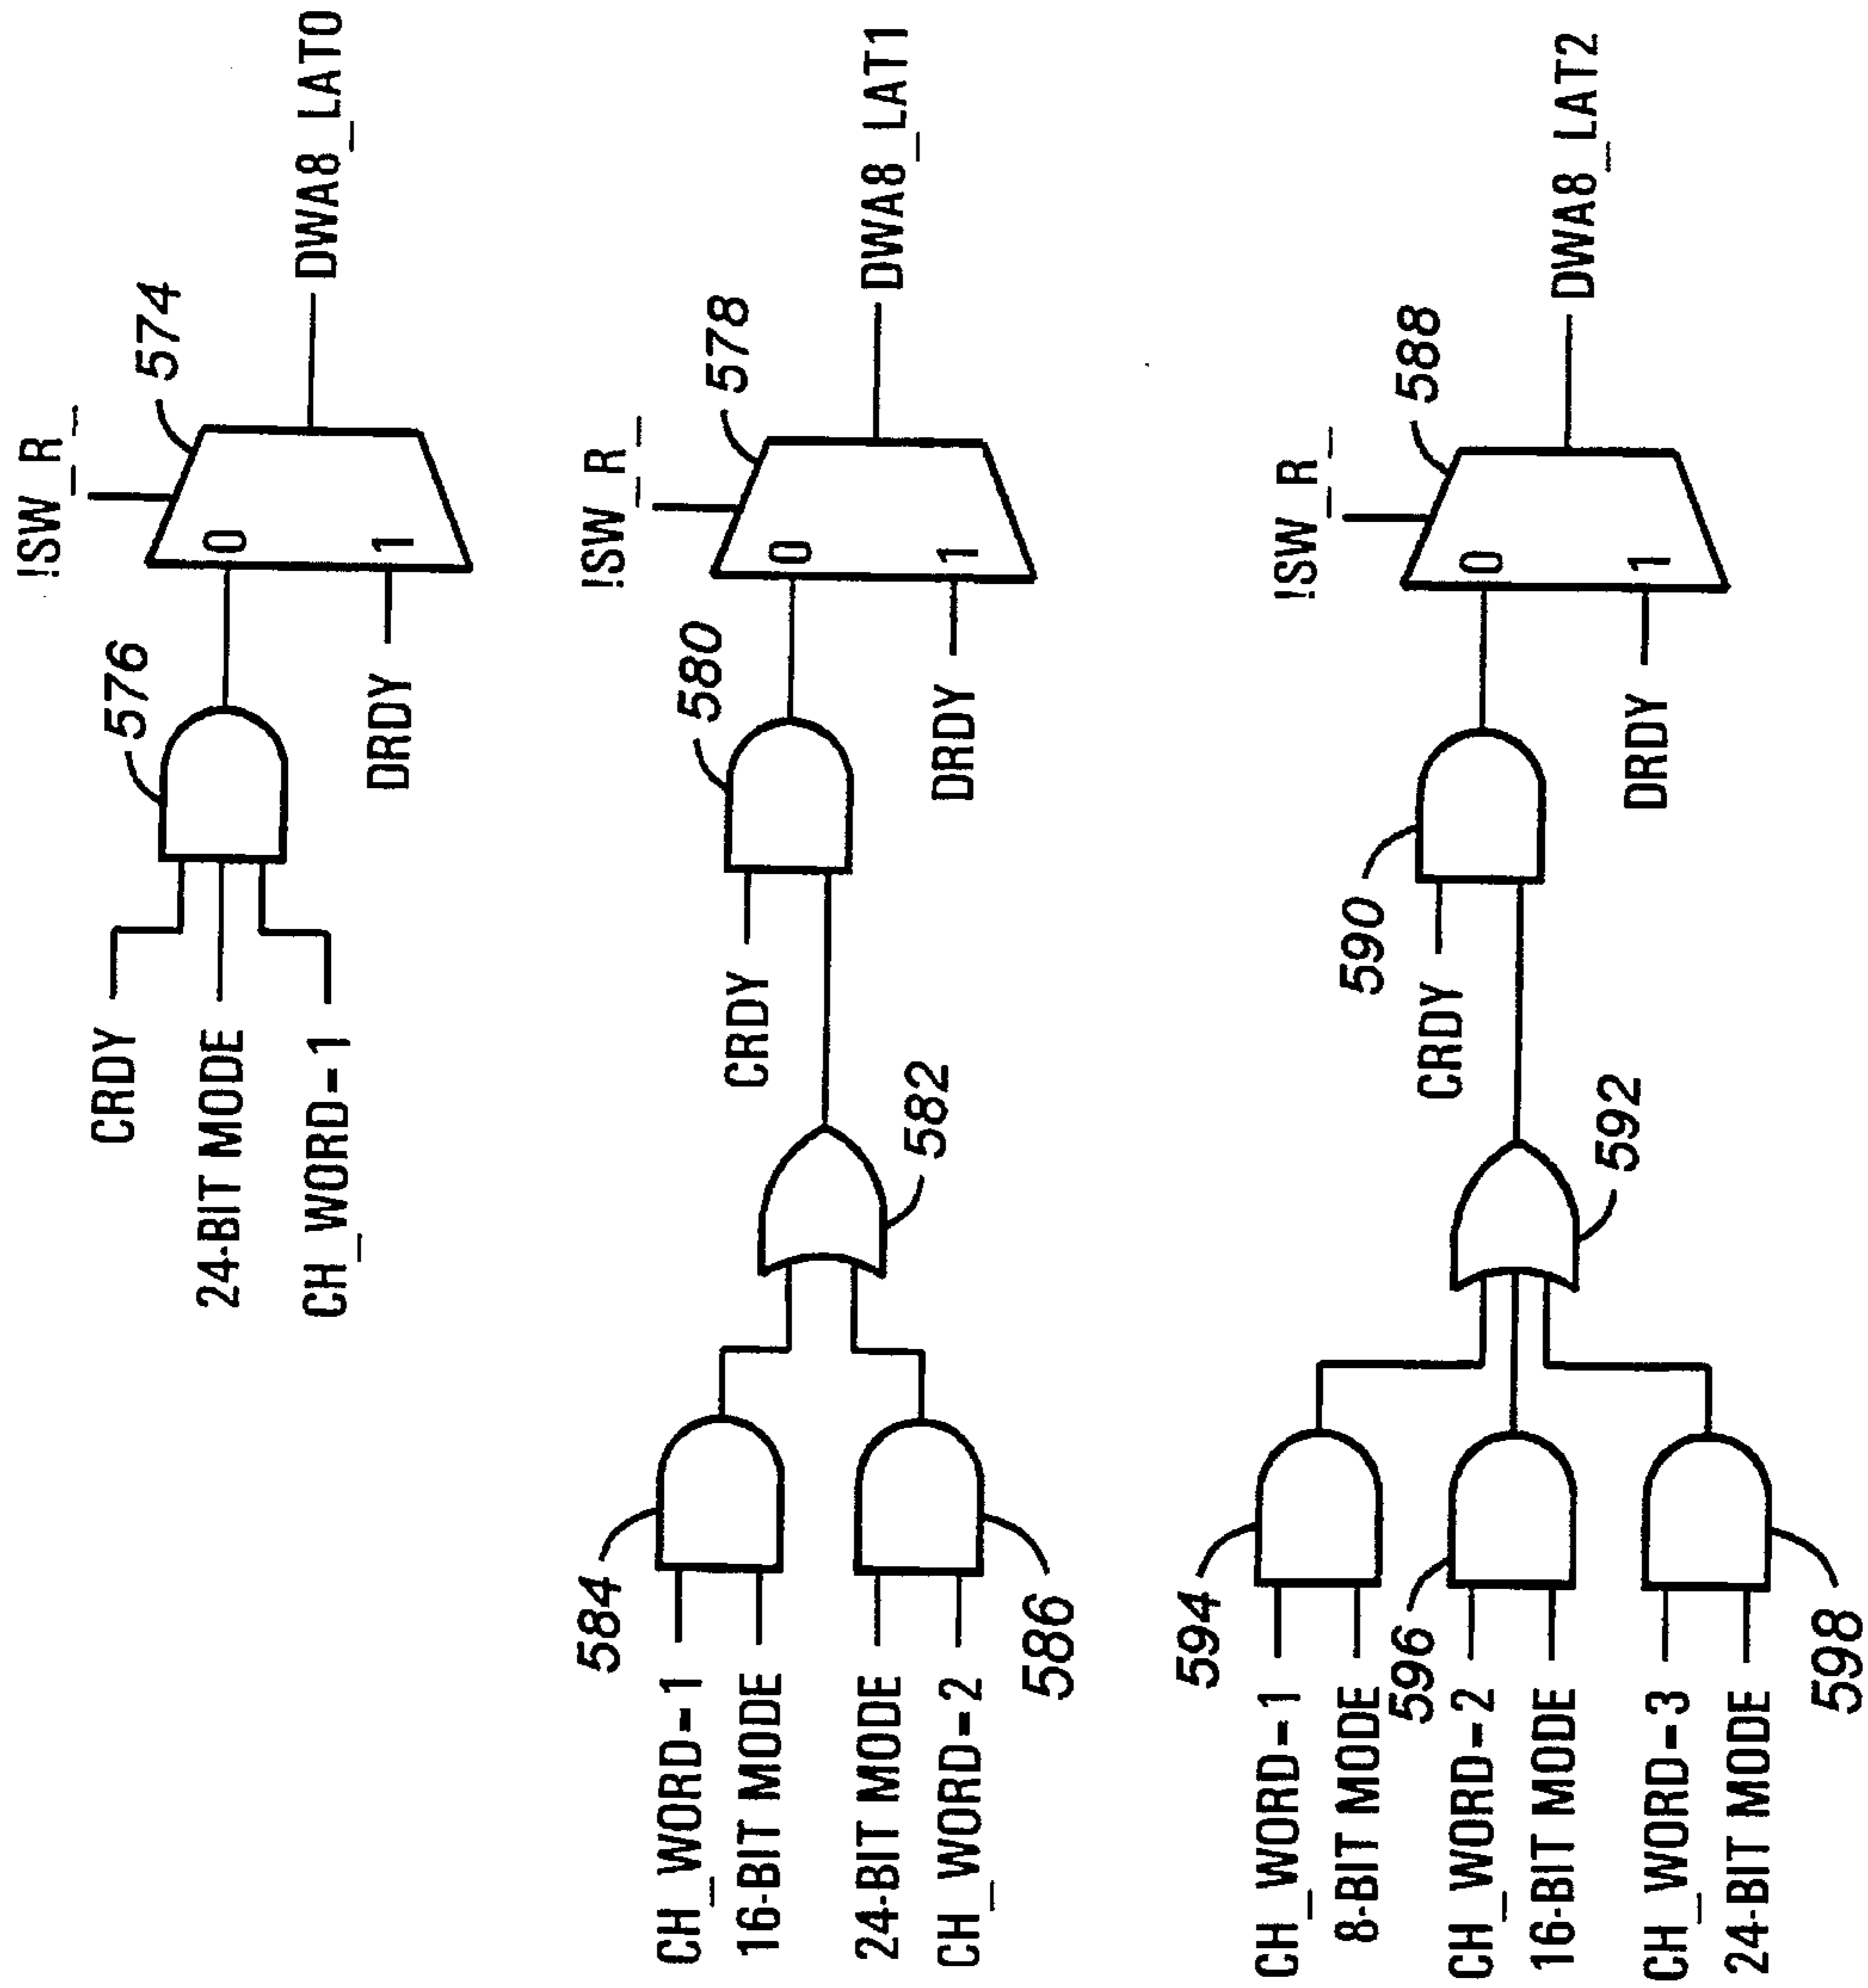 !SW_R_
574
576
CRDY
0
24-BIT MODE
DWA8_LAT0
CH_WORD=1
1
DRDY
!SW_R_
578
584
580
CH_WORD=1
0
CRDY
16-BIT MODE
DWA8_LAT1
24-BIT MODE
582
1
DRDY
CH_WORD=2
586
!SW_R_
588
594
590
CH_WORD=1
0
8-BIT MODE
CRDY
596
CH_WORD=2
DWA8_LAT2
16-BIT MODE
592
1
DRDY
CH_WORD=3
24-BIT MODE
598